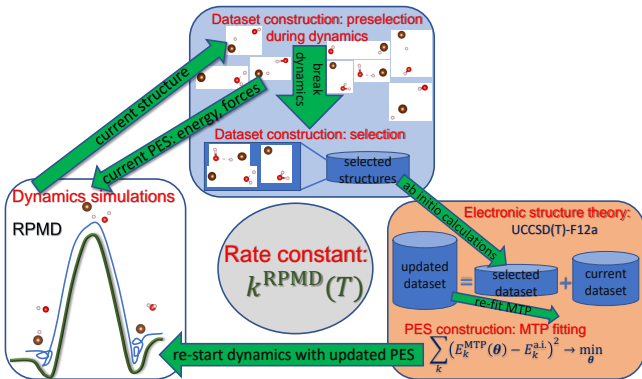 Dataset construction: preselection
during dynamics
break
dynamics
current structure
current PES: energy, forces
Dataset construction: selection
selected
structures
ab initio calculations
Dynamics simulations
RPMD
Rate constant:
k^RPMD(T)
Electronic structure theory:
UCCSD(T)-F12a
updated
dataset
=
selected
dataset
+
current
dataset
re-fit MTP
PES construction: MTP fitting
∑_k (E_k^MTP(θ) − E_k^a.i.)^2 → min_θ
re-start dynamics with updated PES